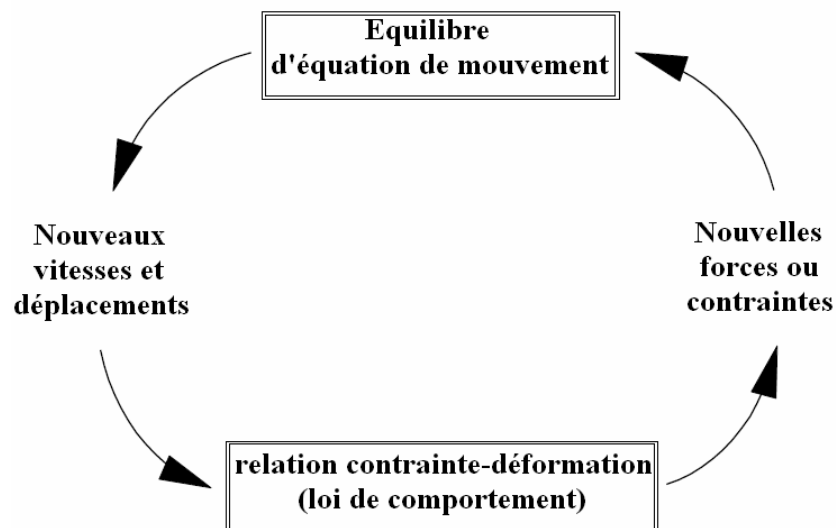 Equilibre
d'équation de mouvement
Nouveaux
vitesses et
déplacements
Nouvelles
forces ou
contraintes
relation contrainte-déformation
(loi de comportement)